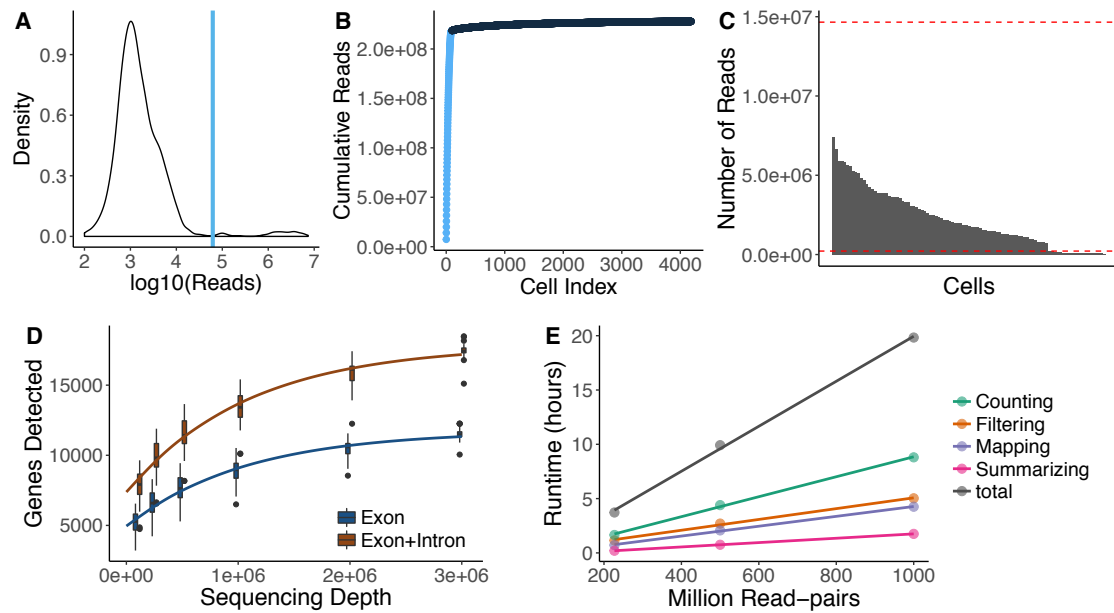 A
Density
0.9
0.6
0.3
0.0
2 3 4 5 6 7
log10(Reads)
B
Cumulative Reads
2.0e+08
1.5e+08
1.0e+08
5.0e+07
0.0e+00
0 1000 2000 3000 4000
Cell Index
C
Number of Reads
1.5e+07
1.0e+07
5.0e+06
0.0e+00
Cells
D
Genes Detected
15000
10000
5000
0e+00 1e+06 2e+06 3e+06
Sequencing Depth
Exon
Exon+Intron
E
Runtime (hours)
20
15
10
5
0
200 400 600 800 1000
Million Read−pairs
Counting
Filtering
Mapping
Summarizing
total